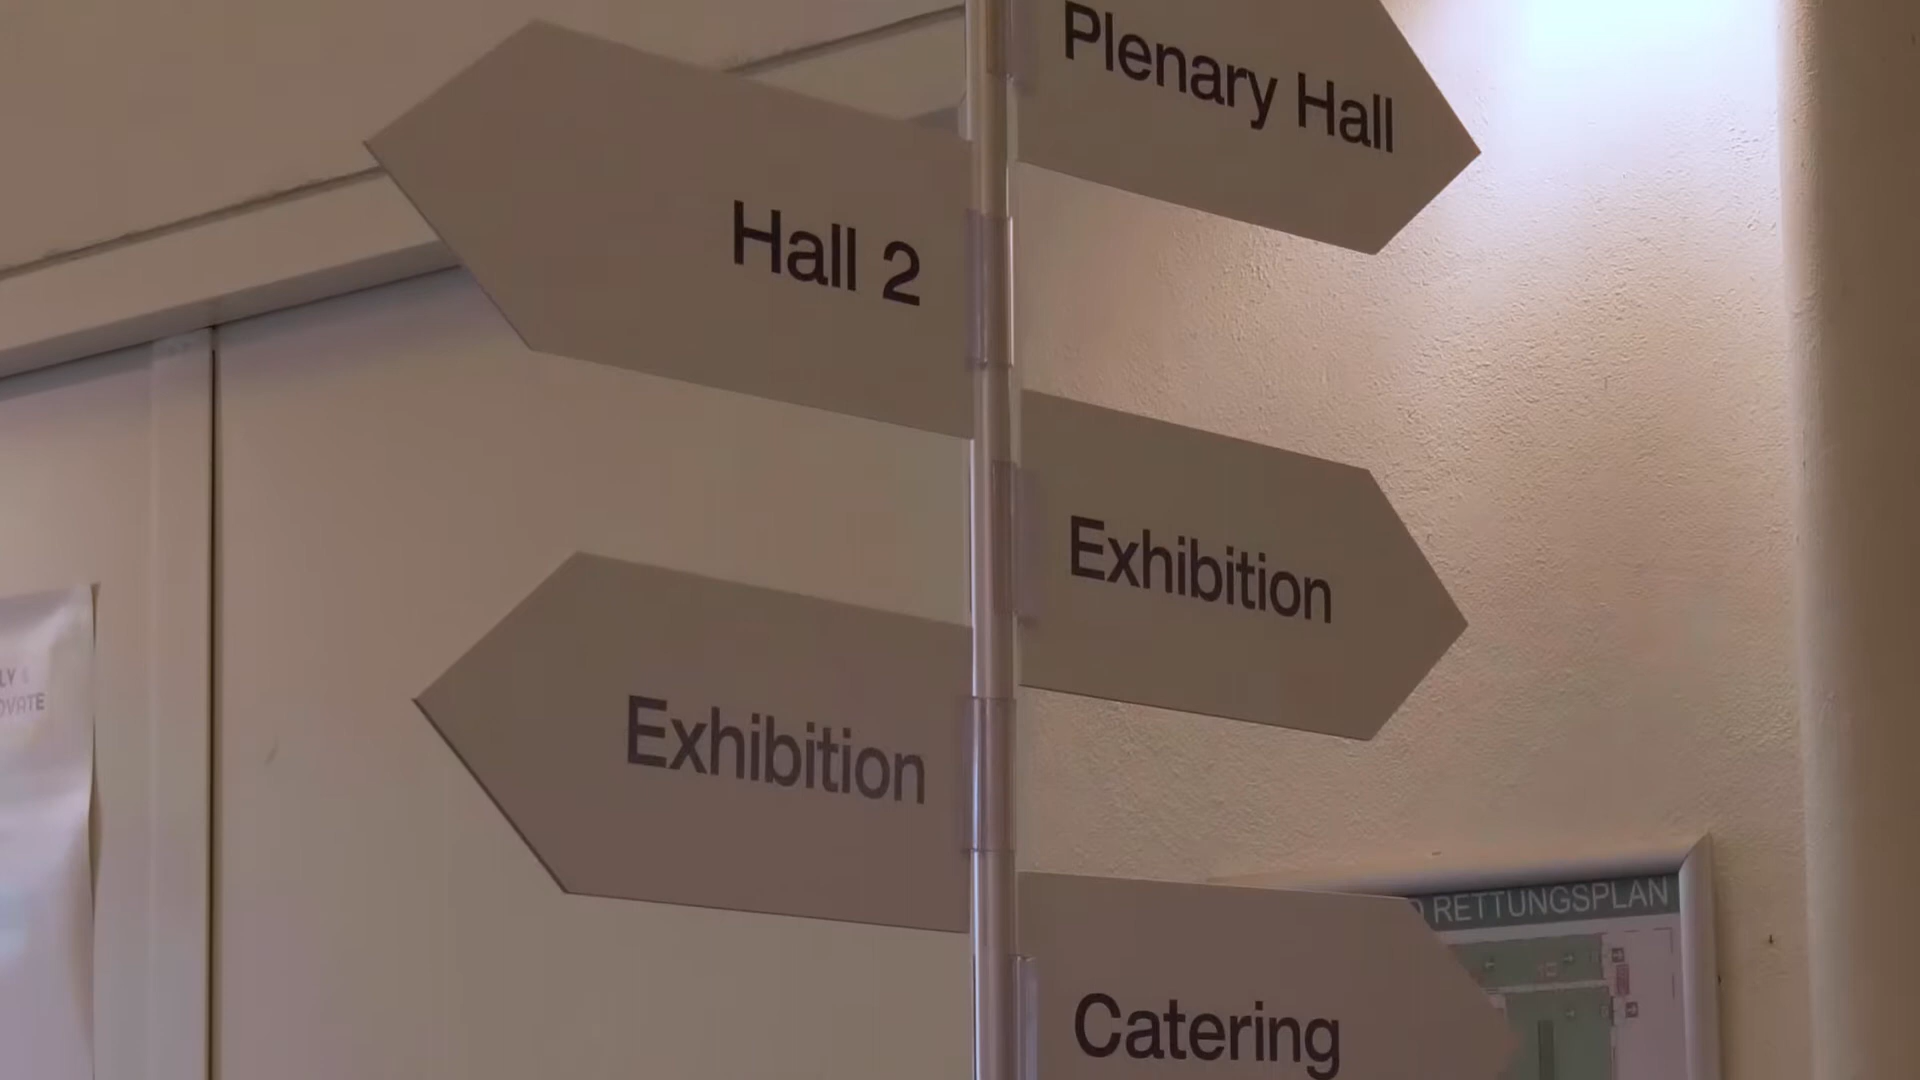 Plenary Hall
Hall 2
Exhibition
Exhibition
RETTUNGSPLAN
Catering